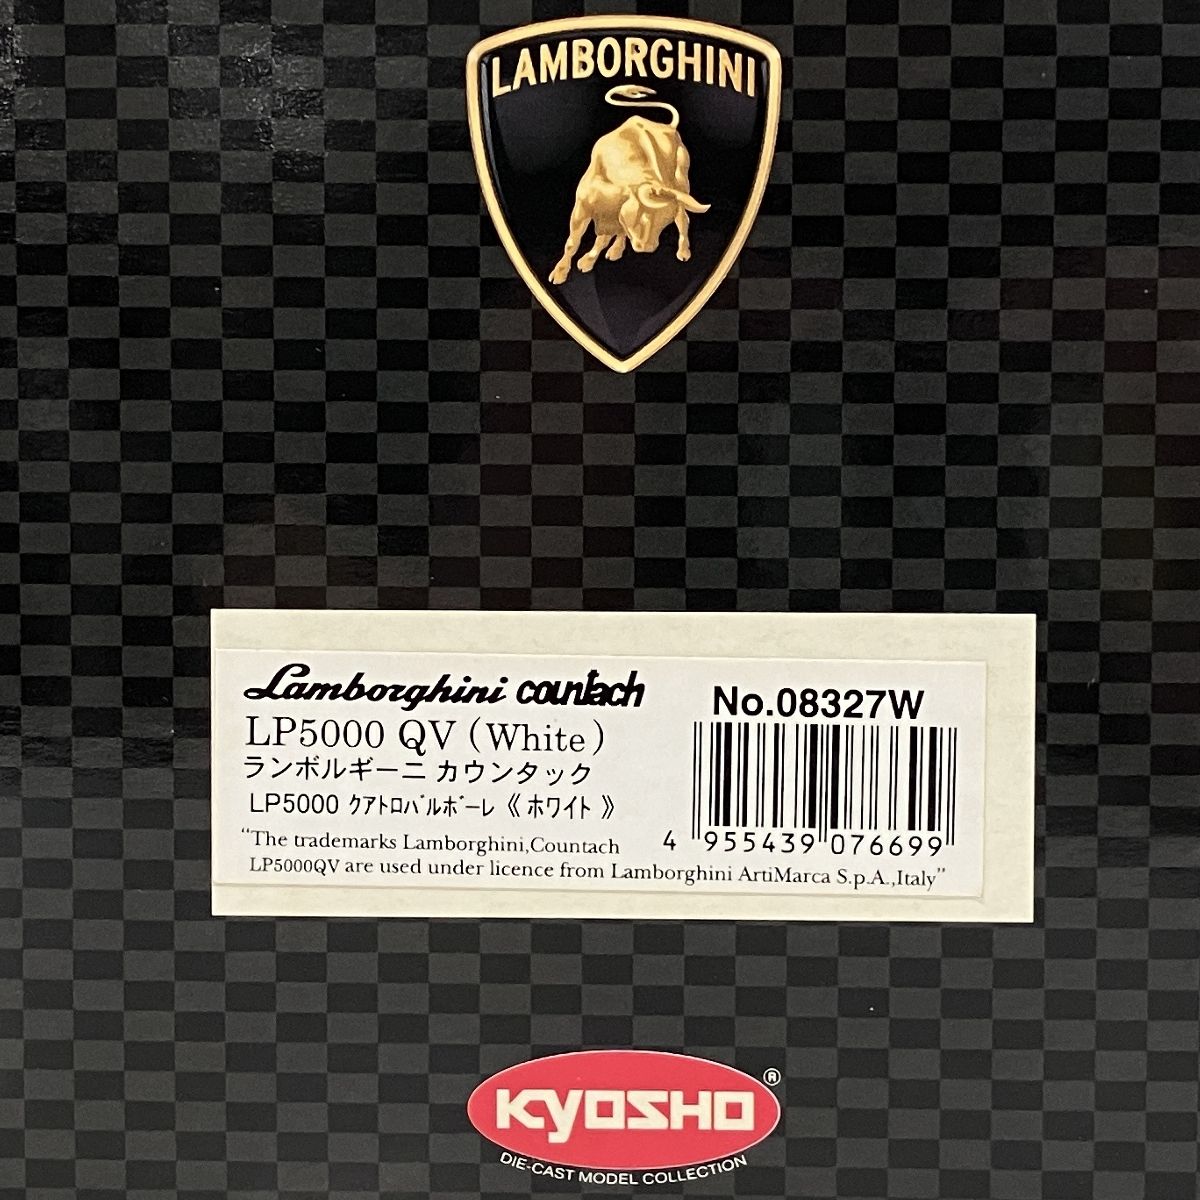 LAMBORGHINI
Lamborghini countach
No.08327W
LP5000 QV (White)
ランボルギーニ カウンタック
LP5000 ｸｱﾄﾛﾊﾞﾙﾎﾞｰﾚ 《 ﾎﾜｲﾄ 》
4 955439 076699
“The trademarks Lamborghini,Countach
LP5000QV are used under licence from Lamborghini ArtiMarca S.p.A.,Italy”
KYOSHO®
DIE-CAST MODEL COLLECTION